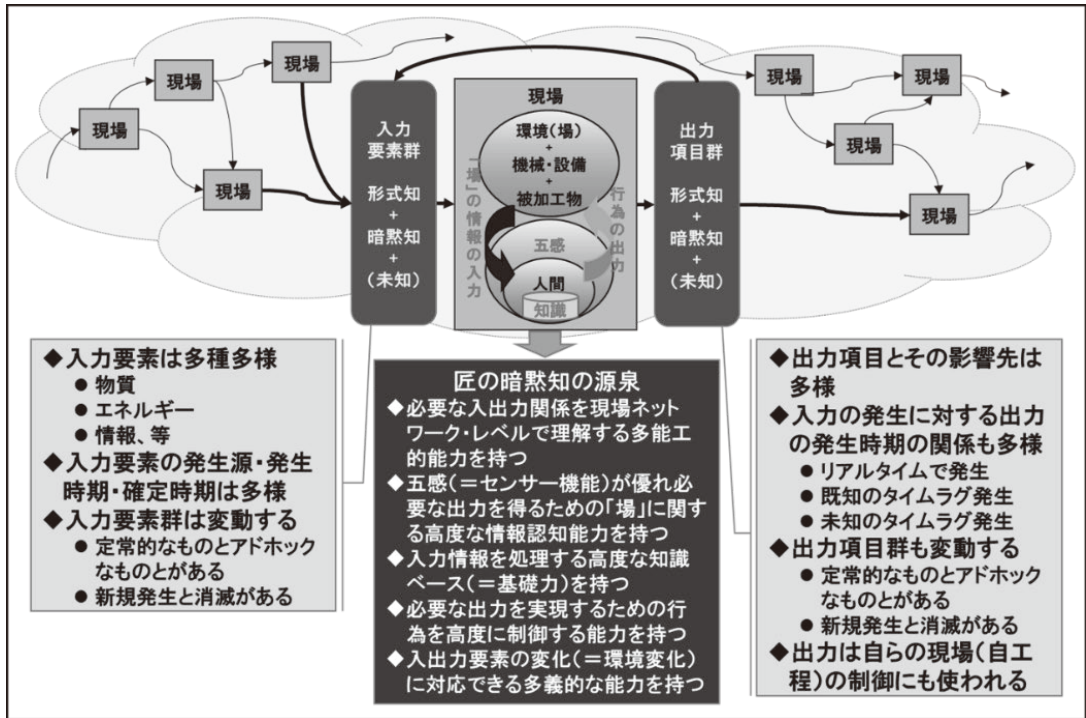 現場
現場
現場
現場
入力
要素群
形式知
+
暗黙知
+
(未知)
現場
環境(場)
+
機械・設備
+
被加工物
「場」の情報の入力
行為の出力
五感
人間
知識
出力
項目群
形式知
+
暗黙知
+
(未知)
現場
現場
現場
現場
◆入力要素は多種多様
● 物質
● エネルギー
● 情報、等
◆入力要素の発生源・発生
時期・確定時期は多様
◆入力要素群は変動する
● 定常的なものとアドホック
なものとがある
● 新規発生と消滅がある
匠の暗黙知の源泉
◆必要な入出力関係を現場ネット
ワーク・レベルで理解する多能工
的能力を持つ
◆五感(=センサー機能)が優れ必
要な出力を得るための「場」に関す
る高度な情報認知能力を持つ
◆入力情報を処理する高度な知識
ベース(=基礎力)を持つ
◆必要な出力を実現するための行
為を高度に制御する能力を持つ
◆入出力要素の変化(=環境変化)
に対応できる多義的な能力を持つ
◆出力項目とその影響先は
多様
◆入力の発生に対する出力
の発生時期の関係も多様
● リアルタイムで発生
● 既知のタイムラグ発生
● 未知のタイムラグ発生
◆出力項目群も変動する
● 定常的なものとアドホック
なものとがある
● 新規発生と消滅がある
◆出力は自らの現場(自工
程)の制御にも使われる